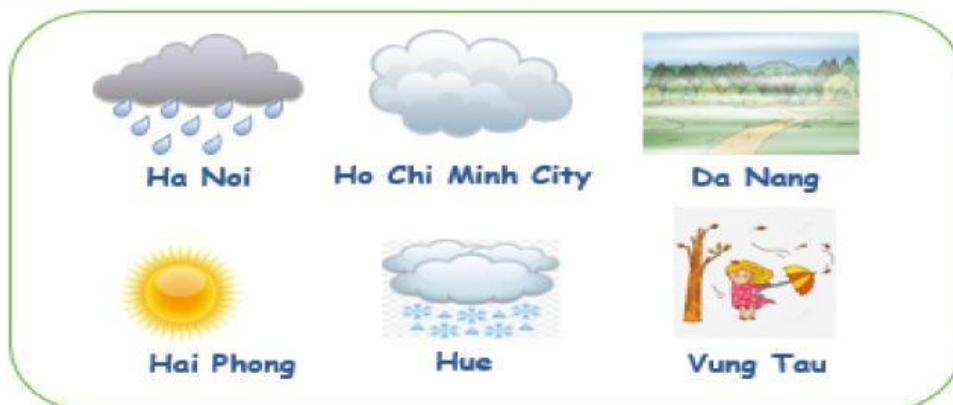 Ha Noi
Ho Chi Minh City
Da Nang
Hai Phong
Hue
Vung Tau